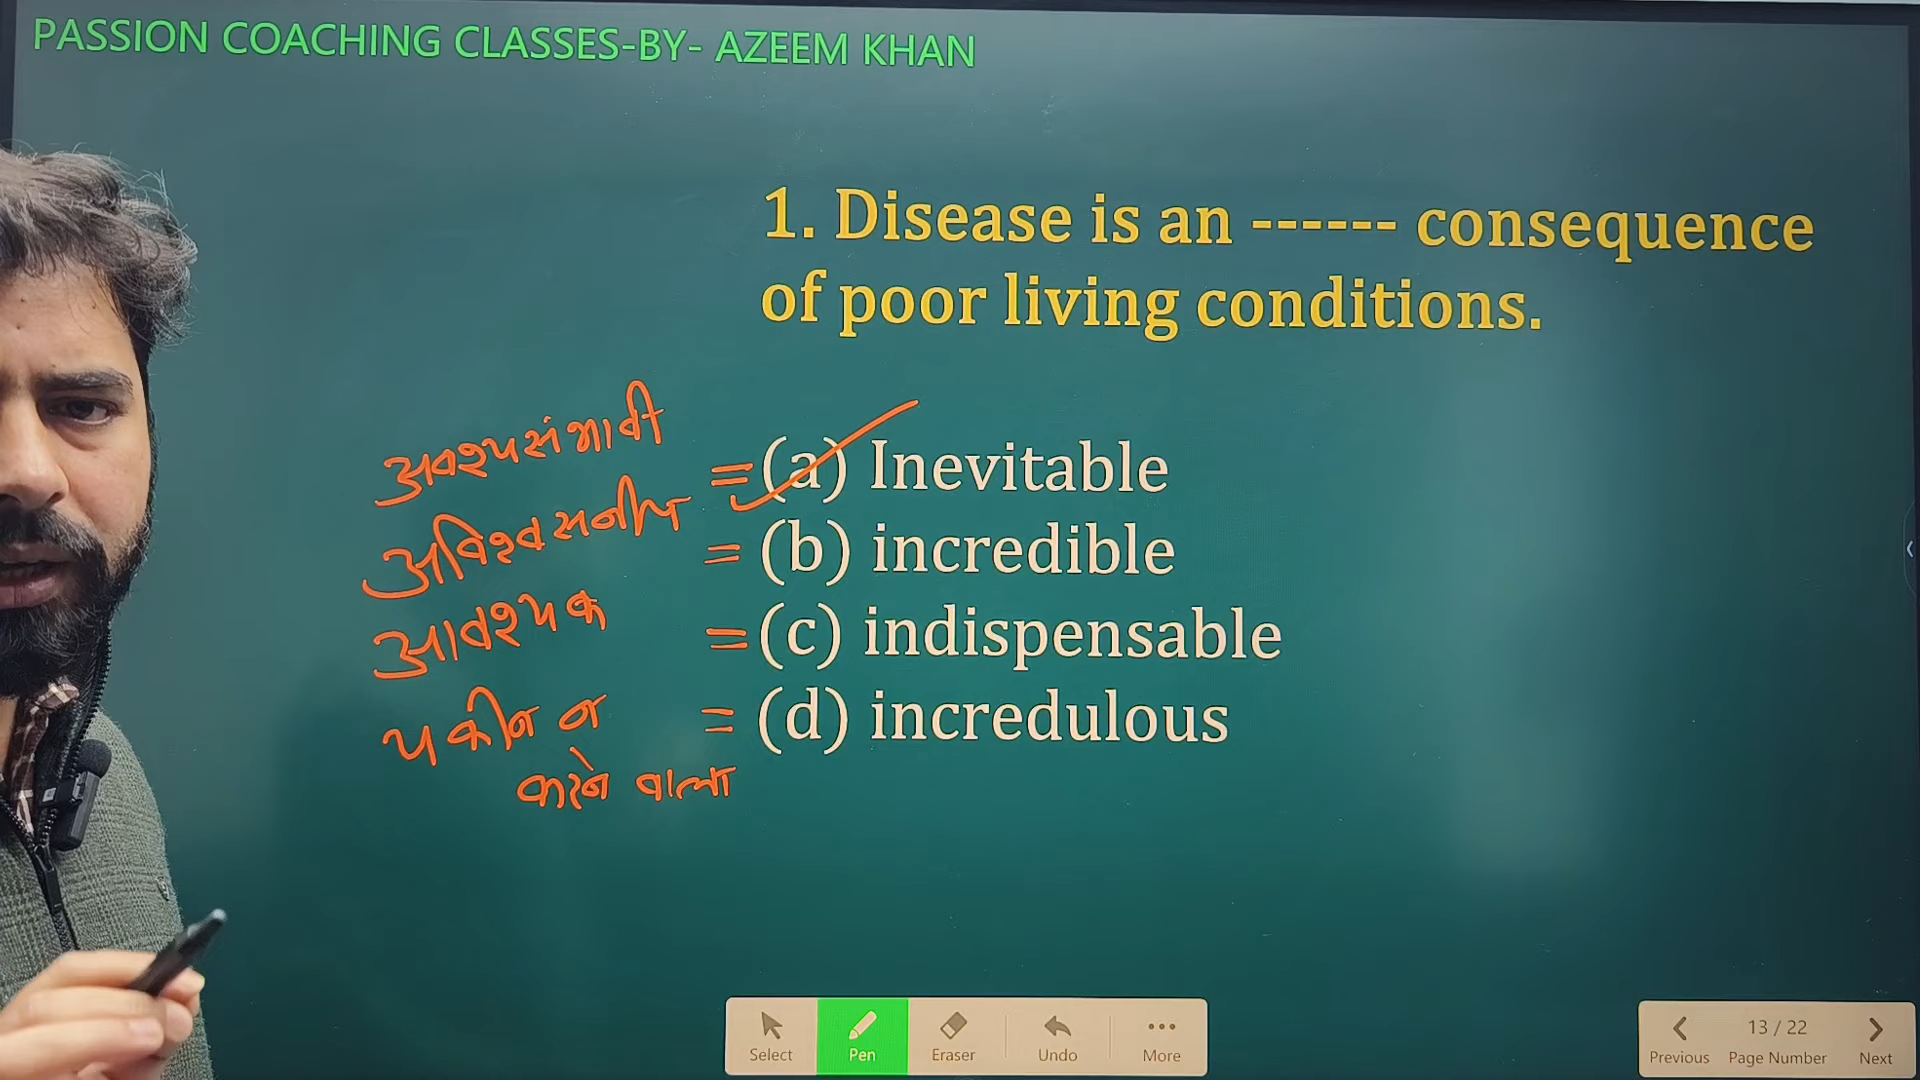 PASSION COACHING CLASSES-BY- AZEEM KHAN
1. Disease is an ------ consequence
of poor living conditions.
अवश्यसंभावी = (a) Inevitable
अविश्वसनीय = (b) incredible
आवश्यक = (c) indispensable
यकीन न = (d) incredulous
करने वाला
Select Pen Eraser Undo More
13 / 22
Previous Page Number Next